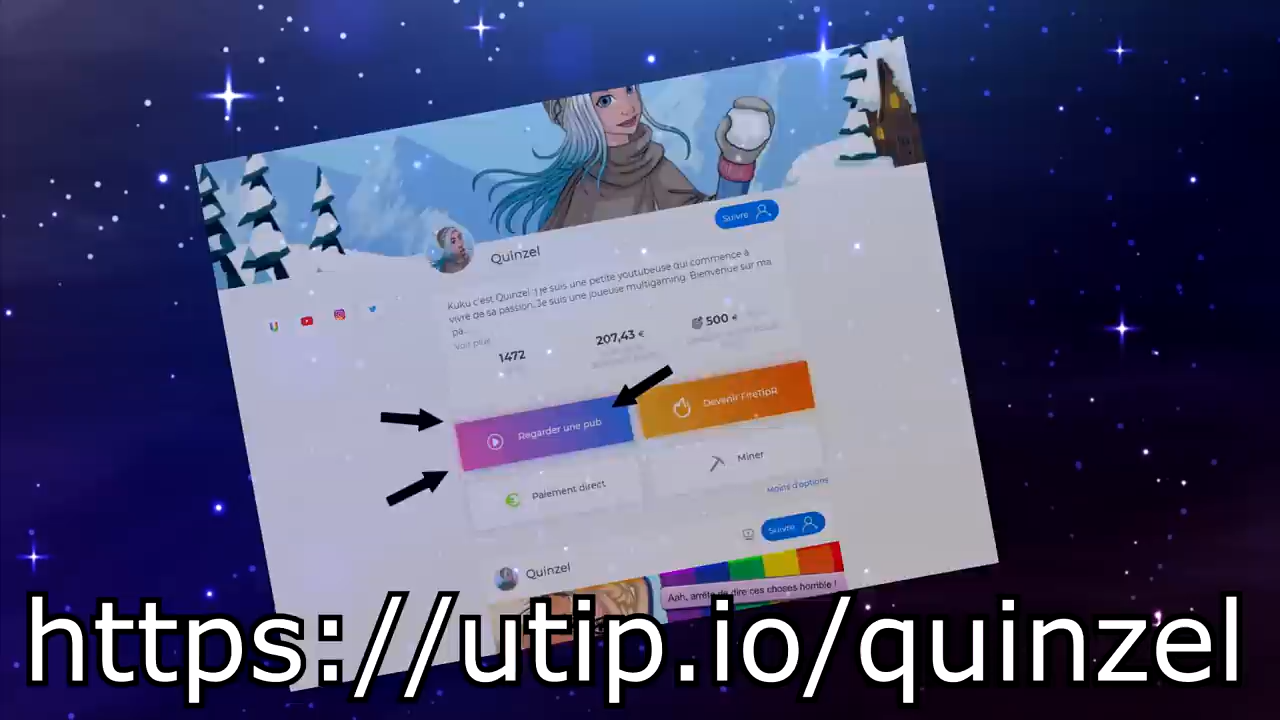 Suivre
Quinzel
Kuku c'est Quinzel :) je suis une petite youtubeuse qui commence à
vivre de sa passion. Je suis une joueuse multigaming. Bienvenue sur ma
pa...
Voir plus
1472
207,43 €
500 €
Regarder une pub
Devenir FireTipR
Paiement direct
Miner
Moins d'options
Suivre
Quinzel
Aah, arrête de dire ces choses horrible !
https://utip.io/quinzel